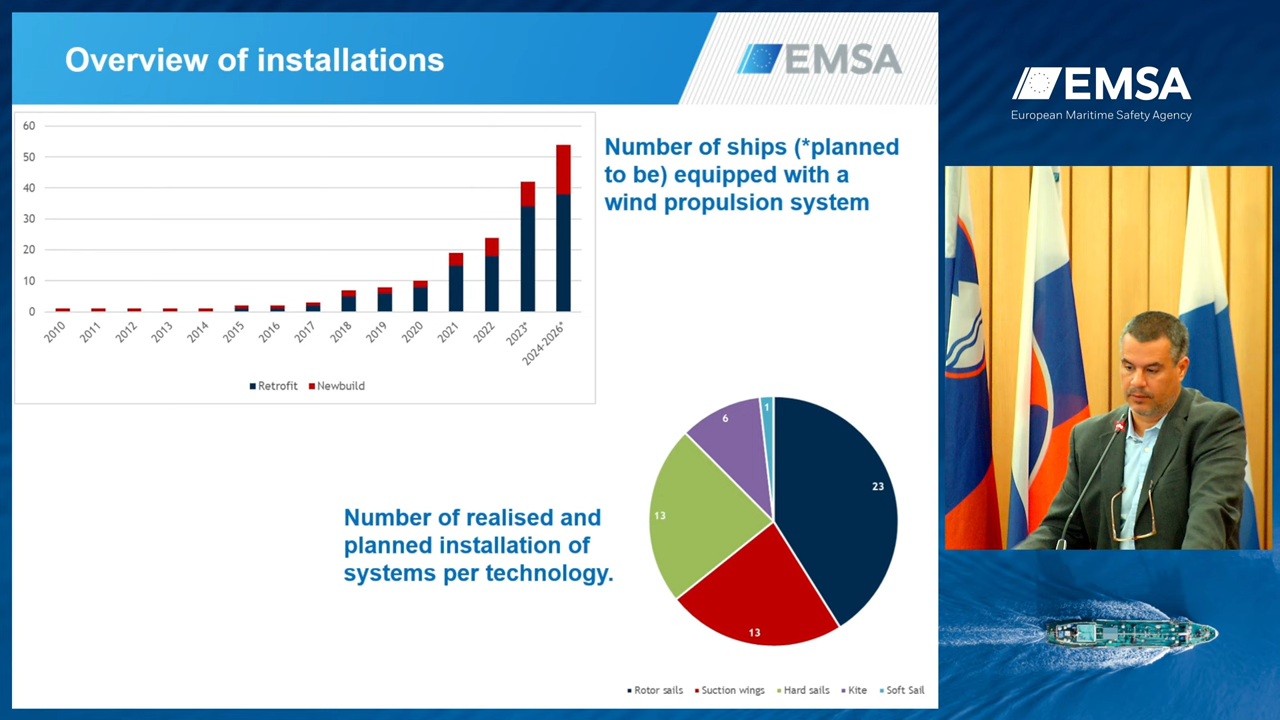 Overview of installations
EMSA
EMSA
European Maritime Safety Agency
60
50
40
30
20
10
0
2010
2011
2012
2013
2014
2015
2016
2017
2018
2019
2020
2021
2022
2023*
2024-2026*
Retrofit
Newbuild
Number of ships (*planned
to be) equipped with a
wind propulsion system
Number of realised and
planned installation of
systems per technology.
1
6
23
13
13
Rotor sails
Suction wings
Hard sails
Kite
Soft Sail